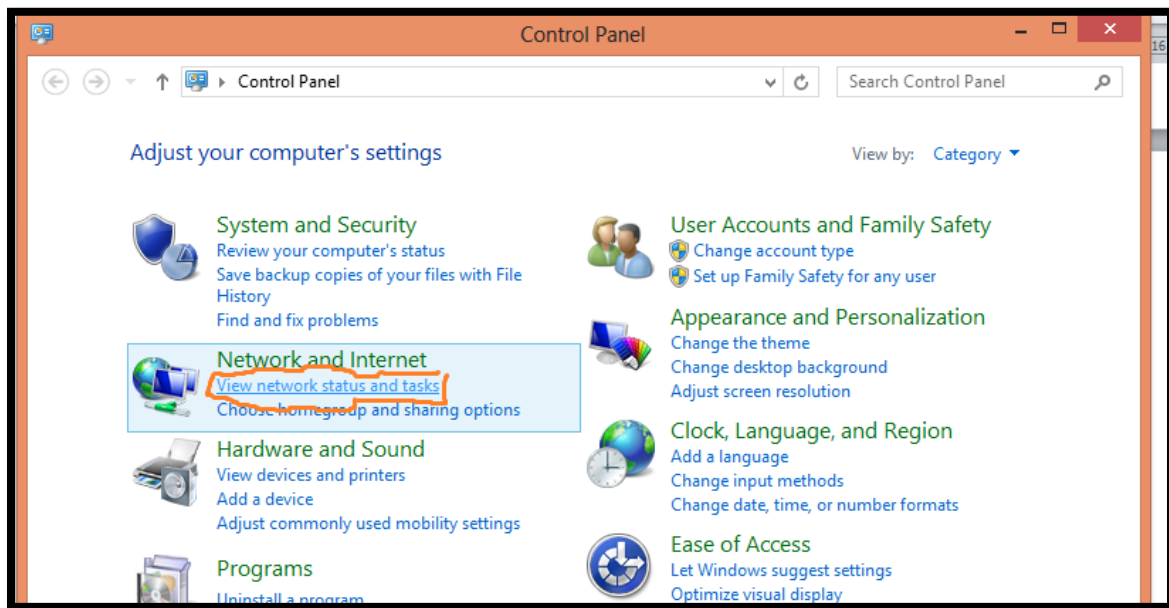 Control Panel
16
Control Panel
Search Control Panel
Adjust your computer's settings
View by: Category
System and Security
Review your computer's status
Save backup copies of your files with File
History
Find and fix problems
Network and Internet
View network status and tasks
Choose homegroup and sharing options
Hardware and Sound
View devices and printers
Add a device
Adjust commonly used mobility settings
Programs
Uninstall a program
User Accounts and Family Safety
Change account type
Set up Family Safety for any user
Appearance and Personalization
Change the theme
Change desktop background
Adjust screen resolution
Clock, Language, and Region
Add a language
Change input methods
Change date, time, or number formats
Ease of Access
Let Windows suggest settings
Optimize visual display